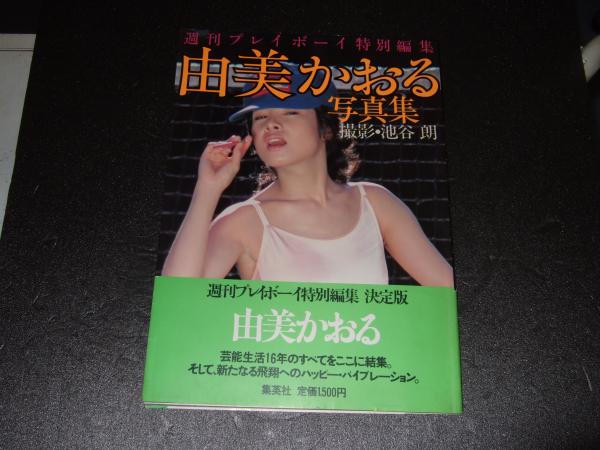 週刊プレイボーイ特別編集
由美かおる
写真集
撮影・池谷 朗
週刊プレイボーイ特別編集 決定版
由美かおる
芸能生活16年のすべてをここに結集。
そして、新たなる飛翔へのハッピー・バイブレーション。
集英社 定価1,500円